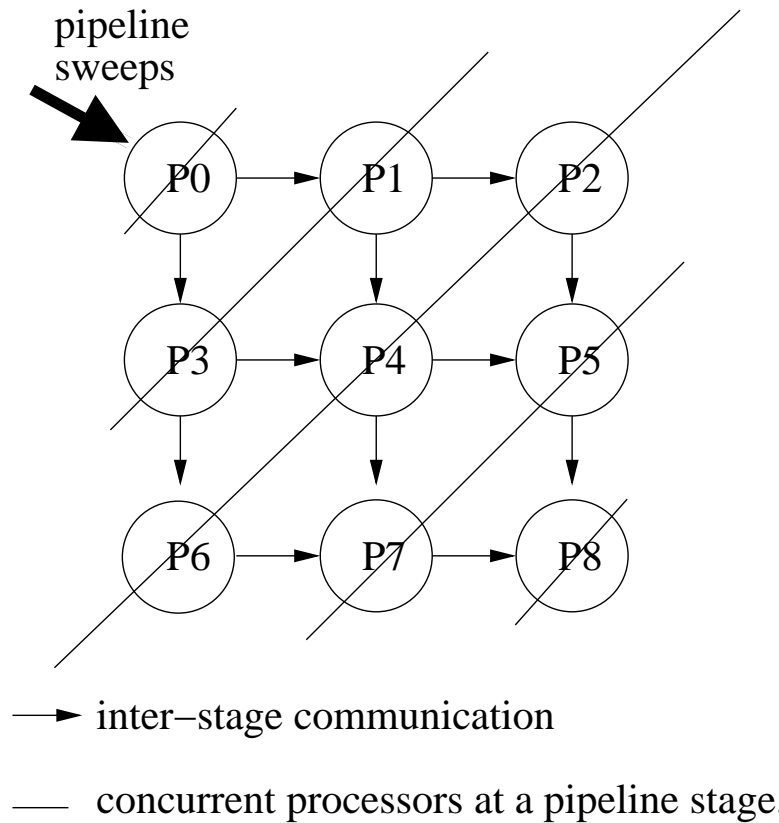 pipeline
sweeps
P0
P1
P2
P3
P4
P5
P6
P7
P8
inter−stage communication
concurrent processors at a pipeline stage.